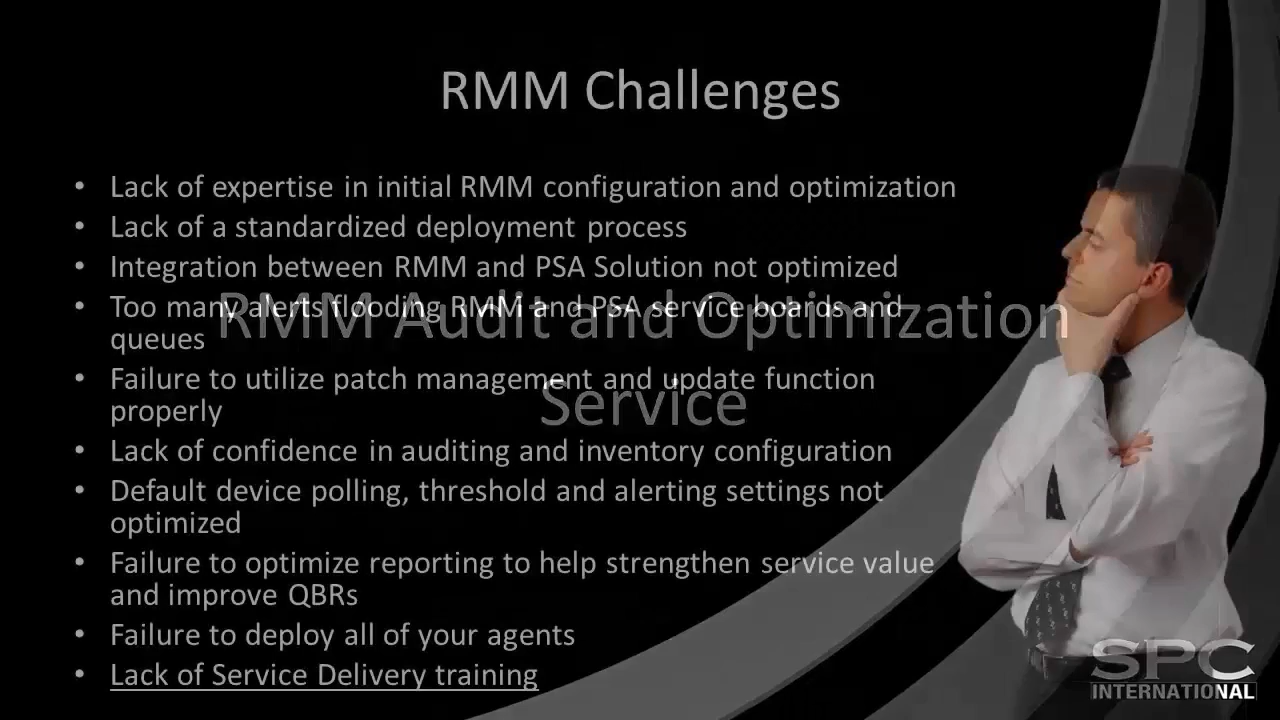 RMM Challenges
• Lack of expertise in initial RMM configuration and optimization
• Lack of a standardized deployment process
• Integration between RMM and PSA Solution not optimized
• Too many alerts flooding RMM and PSA service boards and
queues
• Failure to utilize patch management and update function
properly
• Lack of confidence in auditing and inventory configuration
• Default device polling, threshold and alerting settings not
optimized
• Failure to optimize reporting to help strengthen service value
and improve QBRs
• Failure to deploy all of your agents
• Lack of Service Delivery training
RMM Audit and Optimization
Service
SPC
INTERNATIONAL